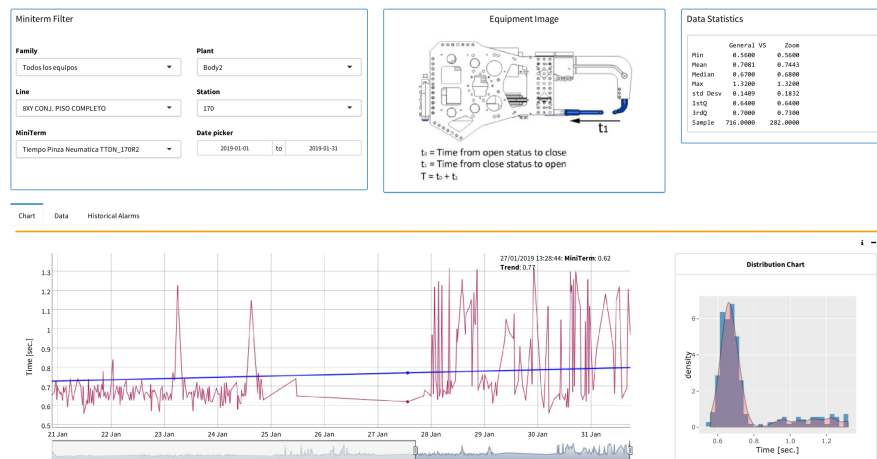 Miniterm Filter
Family
Todos los equipos
Plant
Body2
Line
8XY CONJ. PISO COMPLETO
Station
170
MiniTerm
Tiempo Pinza Neumatica TTDN_170R2
Date picker
2019-01-01 to 2019-01-31
Equipment Image
t1
t0 = Time from open status to close
t1 = Time from close status to open
T = t0 + t1
Data Statistics
General VS Zoom
Min 0.5600 0.5600
Mean 0.7081 0.7443
Median 0.6700 0.6800
Max 1.3200 1.3200
std Desv 0.1409 0.1832
1stQ 0.6400 0.6400
3rdQ 0.7000 0.7300
Sample 716.0000 282.0000
Chart Data Historical Alarms
27/01/2019 13:28:44: MiniTerm: 0.62
Trend: 0.77
Time [sec.]
1.3
1.2
1.1
1
0.9
0.8
0.7
0.6
0.5
21 Jan 22 Jan 23 Jan 24 Jan 25 Jan 26 Jan 27 Jan 28 Jan 29 Jan 30 Jan 31 Jan
Distribution Chart
density
6
4
2
0
0.6 0.8 1.0 1.2
Time [sec.]